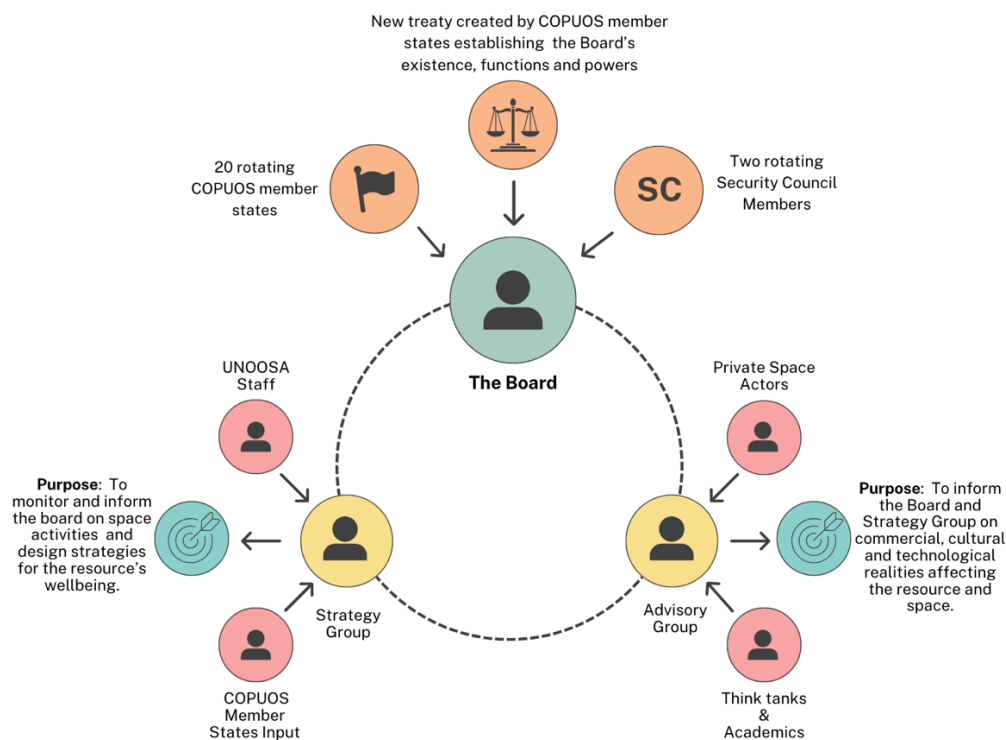 New treaty created by COPUOS member
states establishing the Board's
existence, functions and powers
20 rotating
COPUOS member
states
SC
Two rotating
Security Council
Members
The Board
UNOOSA
Staff
Private Space
Actors
Purpose: To
monitor and inform
the board on space
activities and
design strategies
for the resource's
wellbeing.
Purpose: To inform
the Board and
Strategy Group on
commercial, cultural
and technological
realities affecting
the resource and
space.
Strategy
Group
Advisory
Group
COPUOS
Member
States Input
Think tanks
&
Academics